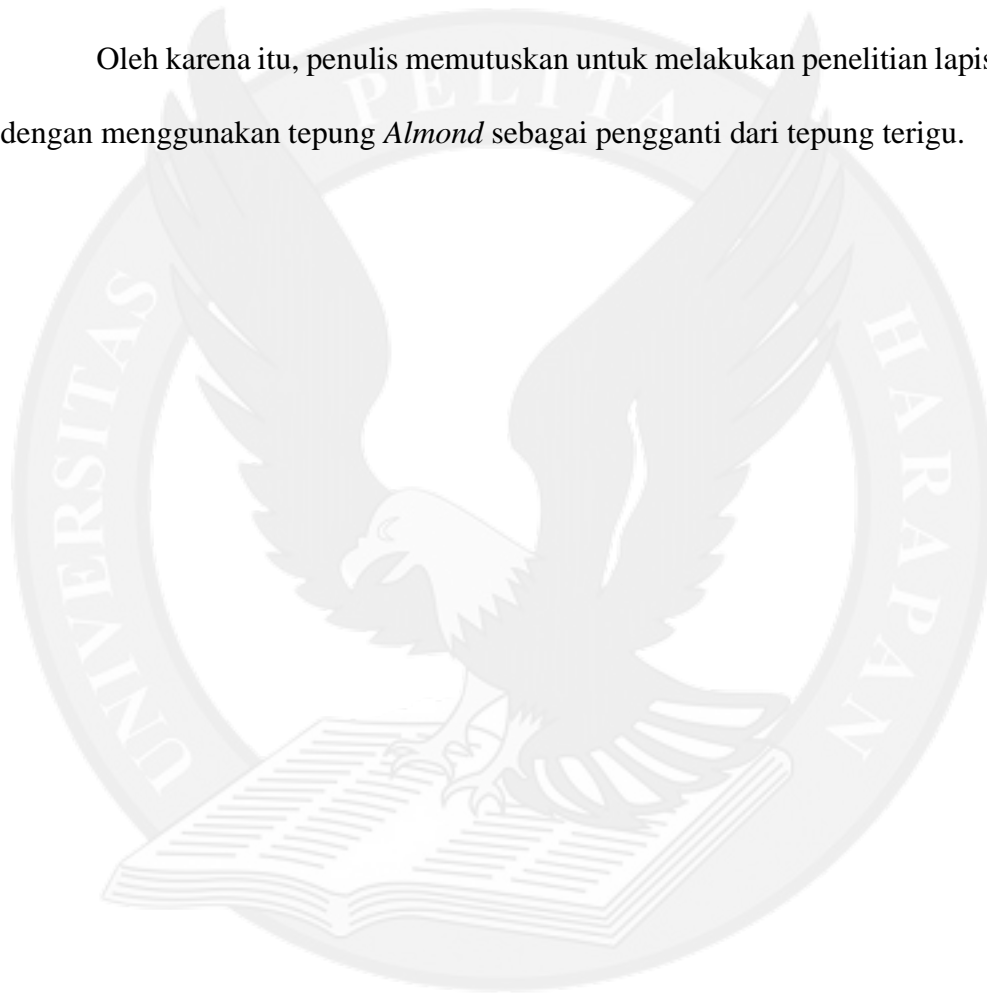 Oleh karena itu, penulis memutuskan untuk melakukan penelitian lapis
dengan menggunakan tepung Almond sebagai pengganti dari tepung terigu.
UNIVERSITAS PELITA HARAPAN